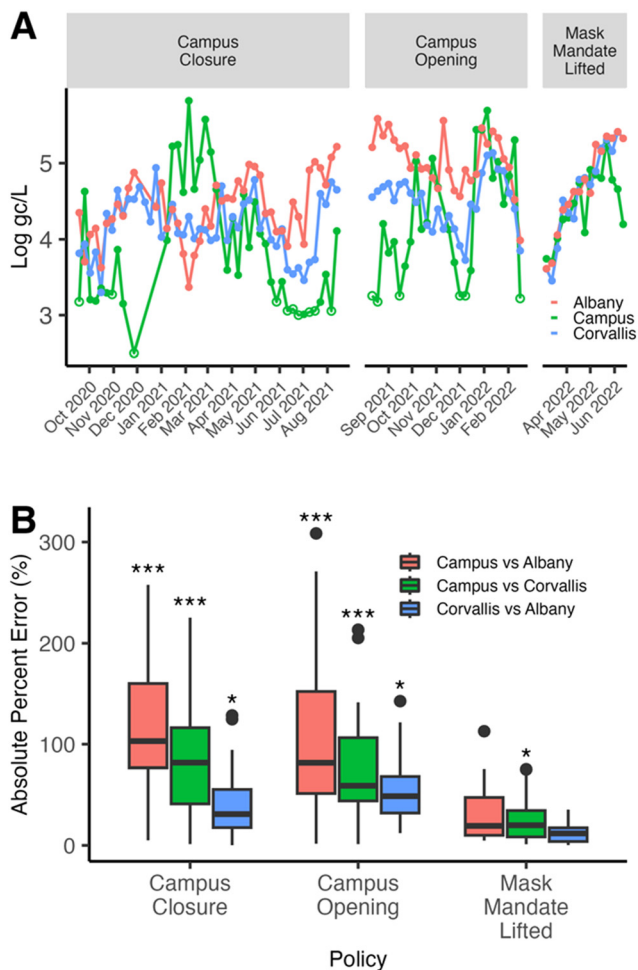 A
Campus
Closure
Campus
Opening
Mask
Mandate
Lifted
Log gc/L
5
4
3
Albany
Campus
Corvallis
Oct 2020
Nov 2020
Dec 2020
Jan 2021
Feb 2021
Mar 2021
Apr 2021
May 2021
Jun 2021
Jul 2021
Aug 2021
Sep 2021
Oct 2021
Nov 2021
Dec 2021
Jan 2022
Feb 2022
Apr 2022
May 2022
Jun 2022
B
Absolute Percent Error (%)
300
200
100
0
***
***
*
***
***
*
*
Campus vs Albany
Campus vs Corvallis
Corvallis vs Albany
Campus
Closure
Campus
Opening
Mask
Mandate
Lifted
Policy